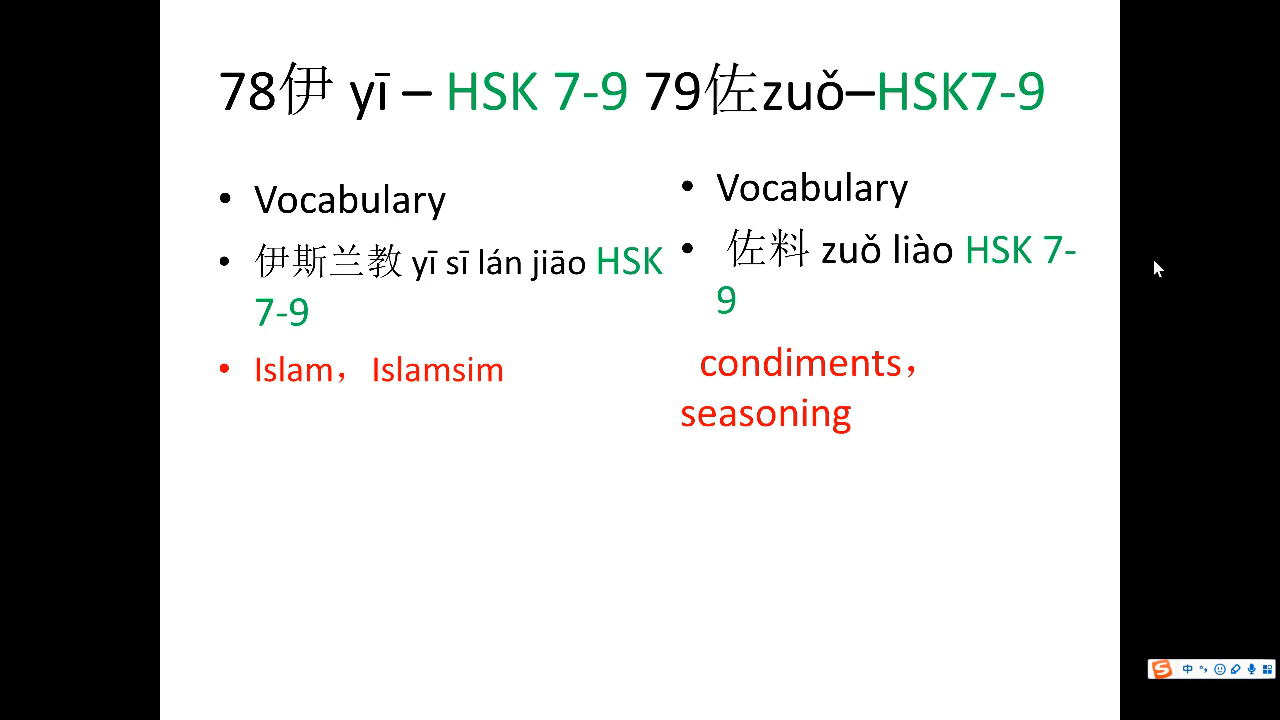 78伊 yī – HSK 7-9 79佐zuǒ–HSK7-9
• Vocabulary
• 伊斯兰教 yī sī lán jiāo HSK
7-9
• Islam，Islamsim
• Vocabulary
• 佐料 zuǒ liào HSK 7-
9
condiments，
seasoning
中